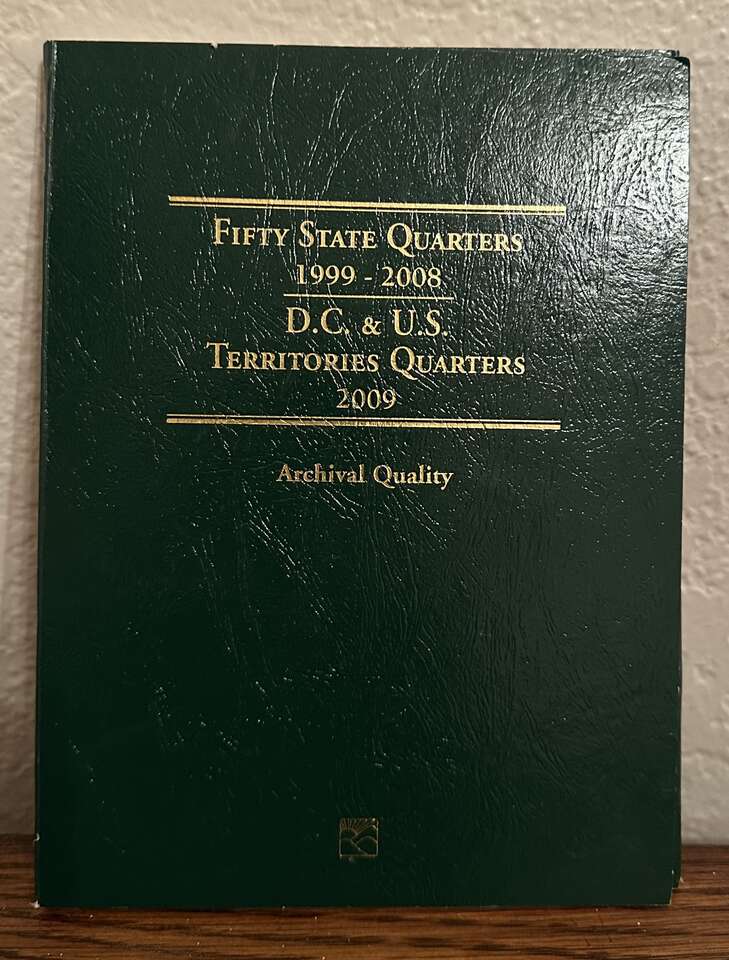 Fifty State Quarters
1999 - 2008
D.C. & U.S.
Territories Quarters
2009
Archival Quality